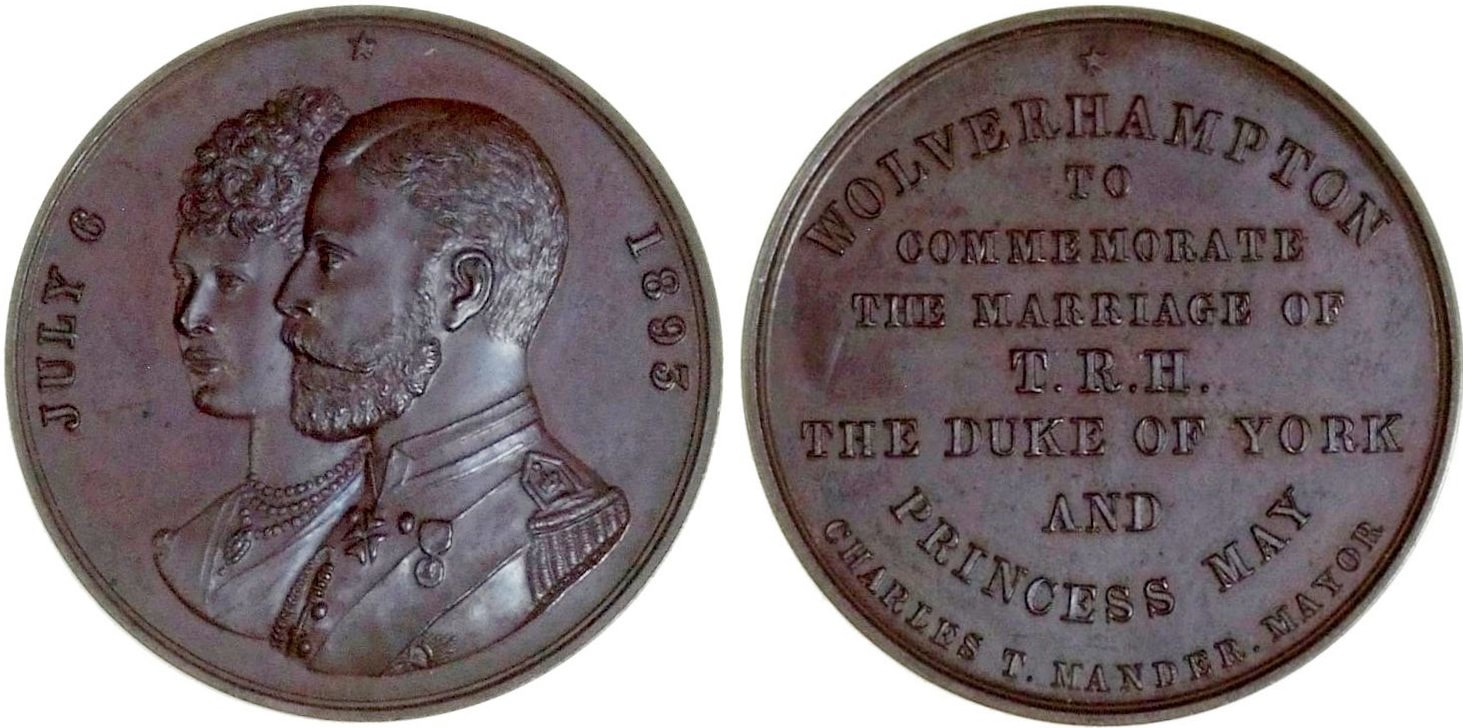 JULY 6
1893
WOLVERHAMPTON
TO
COMMEMORATE
THE MARRIAGE OF
T.R.H.
THE DUKE OF YORK
AND
PRINCESS MAY
CHARLES T. MANDER. MAYOR